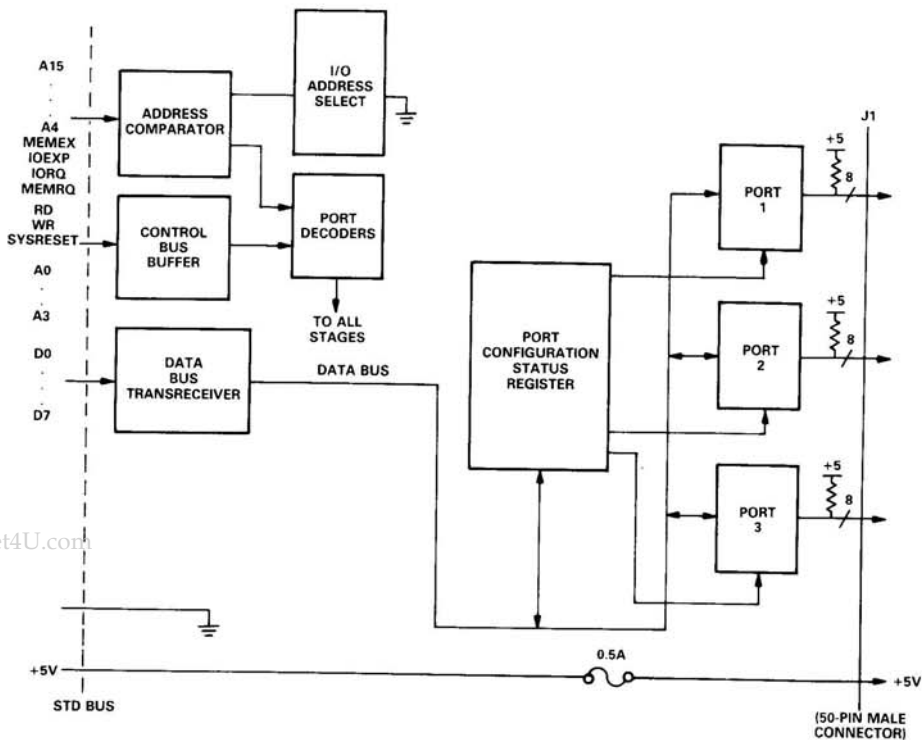 A15
A4
MEMEX
IOEXP
IORQ
MEMRQ
RD
WR
SYSRESET
A0
A3
D0
D7
ADDRESS
COMPARATOR
I/O
ADDRESS
SELECT
CONTROL
BUS
BUFFER
PORT
DECODERS
TO ALL
STAGES
DATA
BUS
TRANSRECEIVER
DATA BUS
PORT
CONFIGURATION
STATUS
REGISTER
J1
PORT
1
+5
8
PORT
2
+5
8
PORT
3
+5
8
et4U.com
+5V
0.5A
+5V
STD BUS
(50-PIN MALE
CONNECTOR)